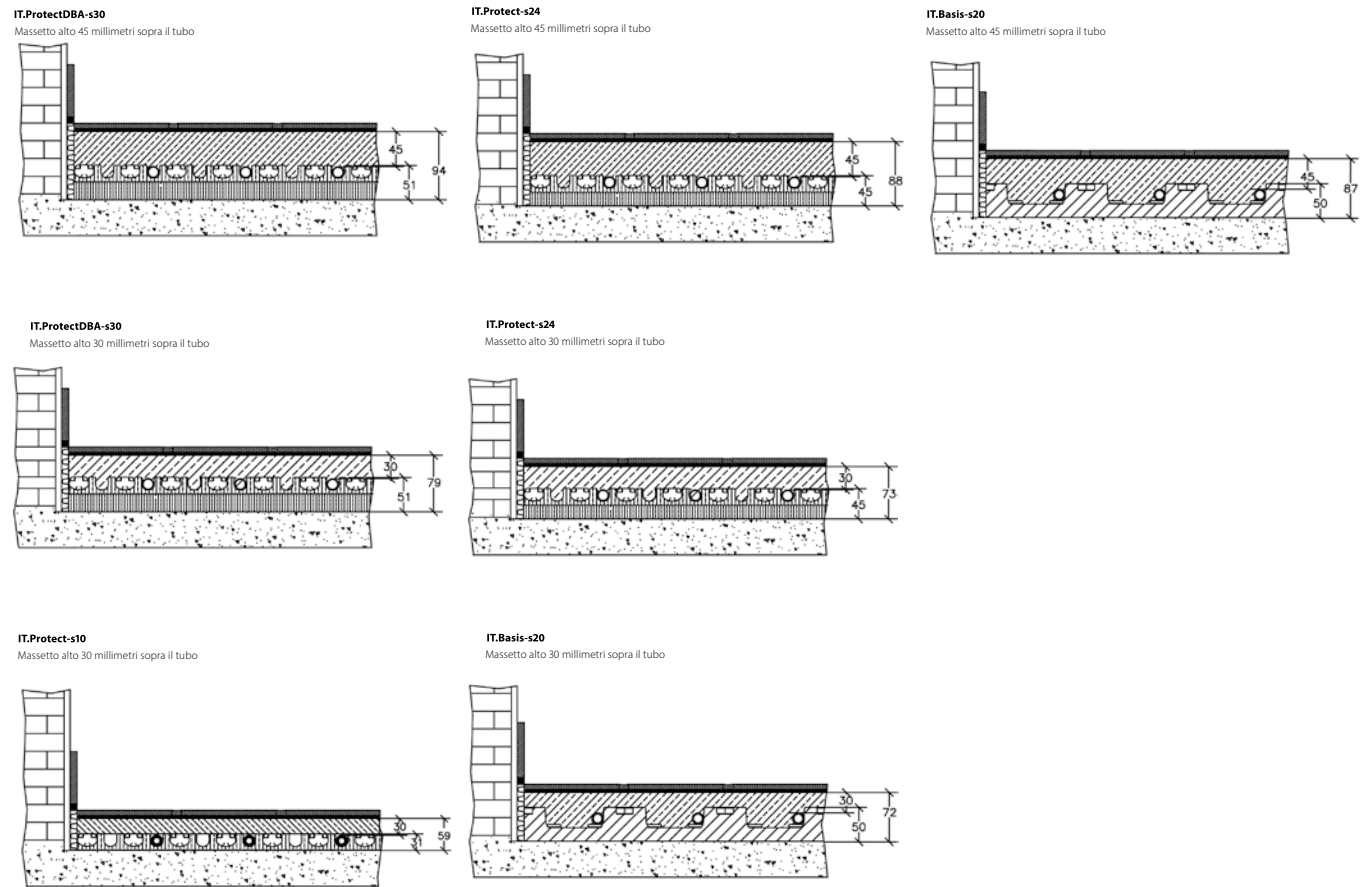 IT.ProtectDBA-s30
Massetto alto 45 millimetri sopra il tubo
45
51
94
IT.Protect-s24
Massetto alto 45 millimetri sopra il tubo
45
45
88
IT.Basis-s20
Massetto alto 45 millimetri sopra il tubo
45
50
87
IT.ProtectDBA-s30
Massetto alto 30 millimetri sopra il tubo
30
51
79
IT.Protect-s24
Massetto alto 30 millimetri sopra il tubo
30
45
73
IT.Protect-s10
Massetto alto 30 millimetri sopra il tubo
30
31
59
IT.Basis-s20
Massetto alto 30 millimetri sopra il tubo
30
50
72